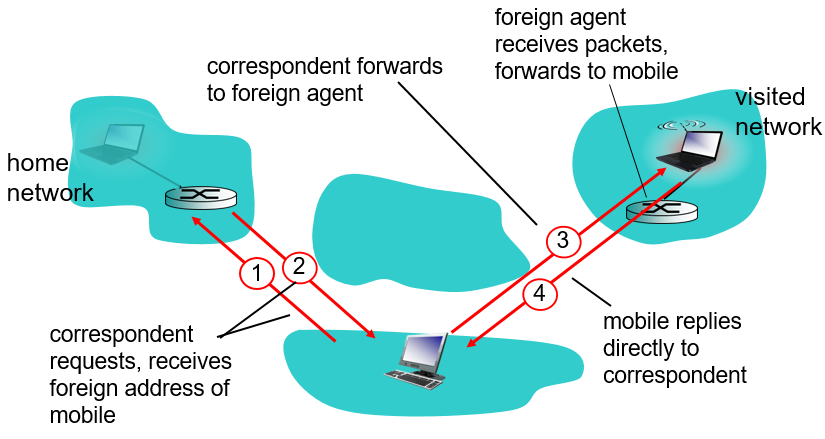 foreign agent
receives packets,
forwards to mobile
correspondent forwards
to foreign agent
visited
network
home
network
3
2
1
4
mobile replies
directly to
correspondent
correspondent
requests, receives
foreign address of
mobile